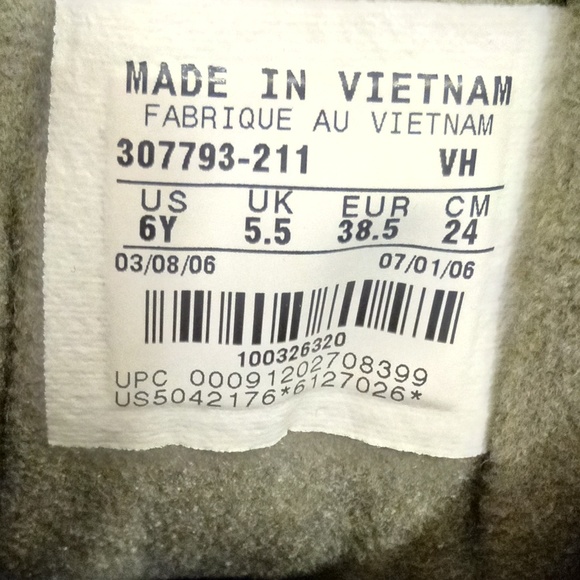 MADE IN VIETNAM
FABRIQUE AU VIETNAM
307793-211 VH
US UK EUR CM
6Y 5.5 38.5 24
03/08/06 07/01/06
100326320
UPC 00091202708399
US5042176*6127026*